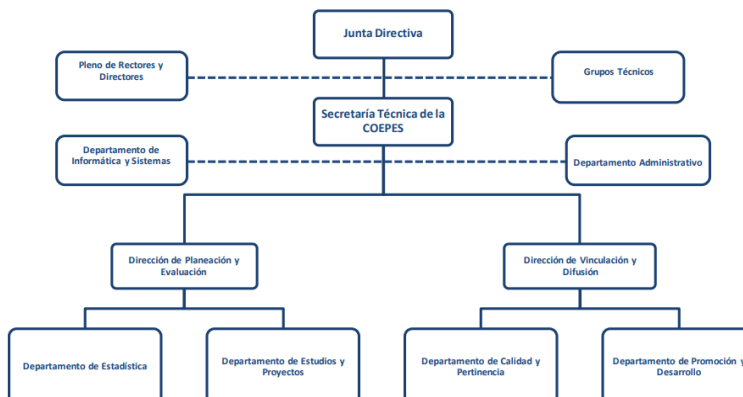 Junta Directiva
Pleno de Rectores y
Directores
Grupos Técnicos
Secretaría Técnica de la
COEPES
Departamento de
Informática y Sistemas
Departamento Administrativo
Dirección de Planeación y
Evaluación
Dirección de Vinculación y
Difusión
Departamento de Estadística
Departamento de Estudios y
Proyectos
Departamento de Calidad y
Pertinencia
Departamento de Promoción y
Desarrollo